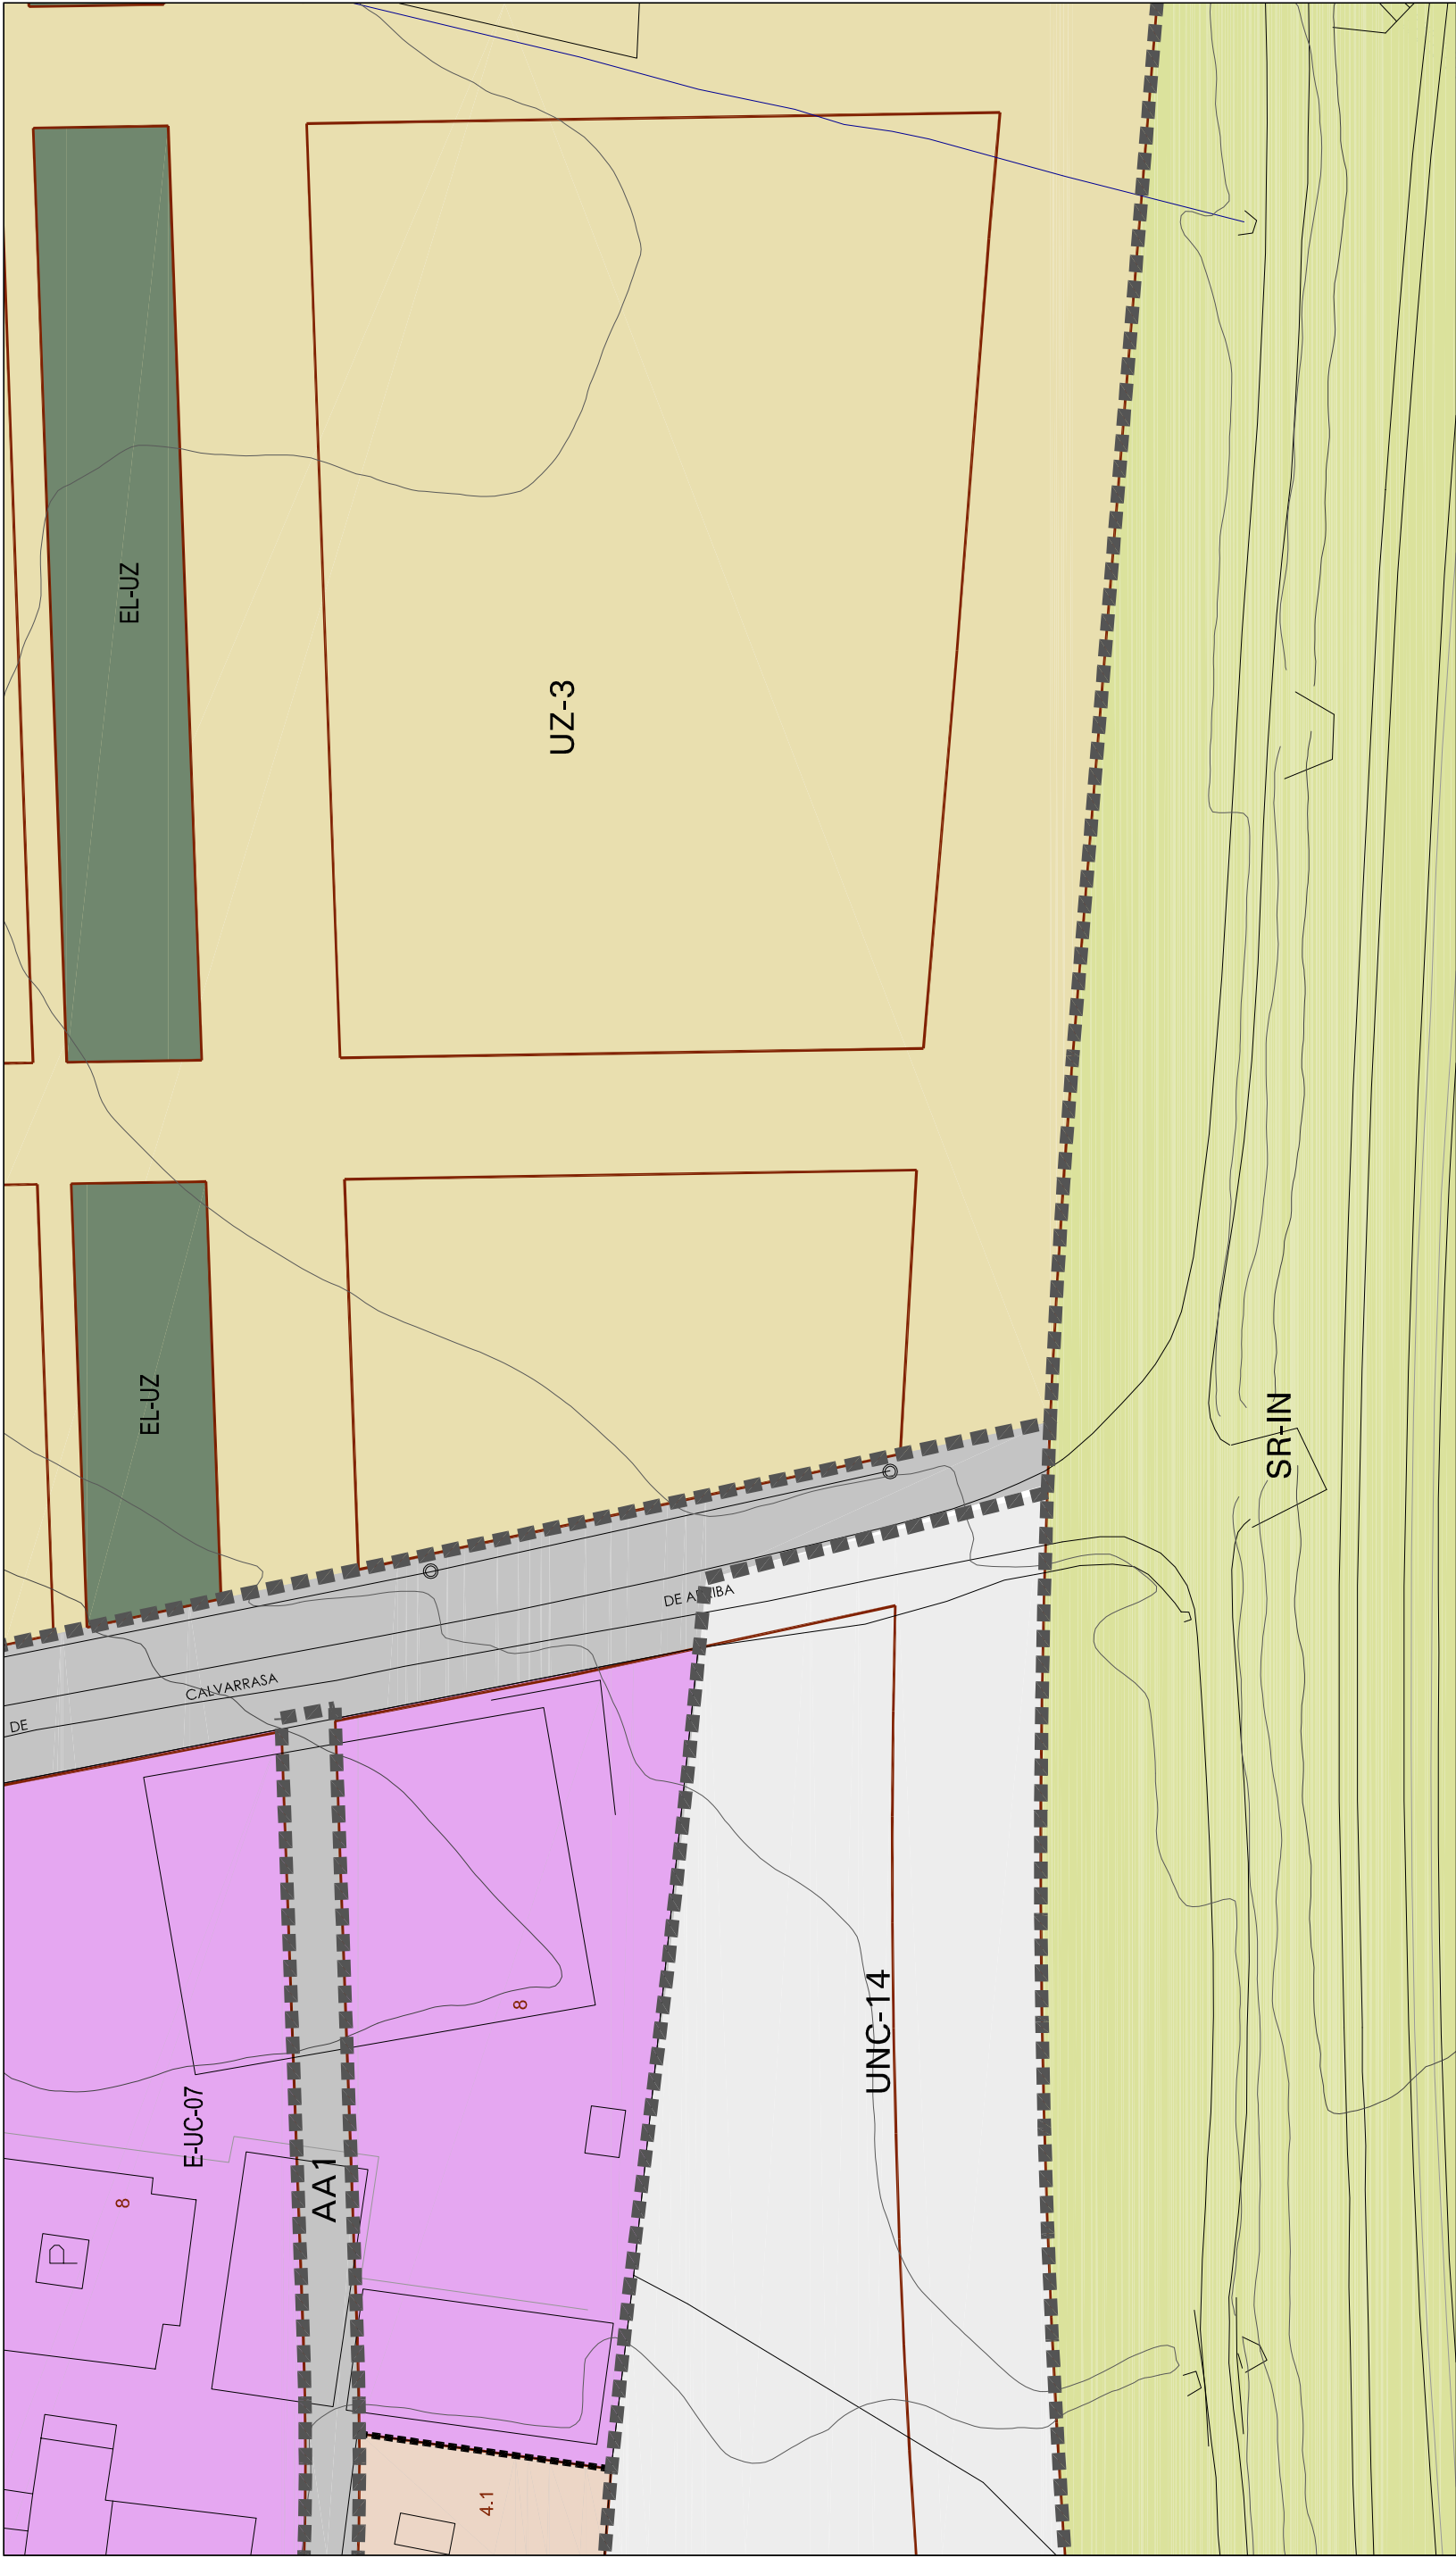 EL-UZ
UZ-3
EL-UZ
SR-IN
DE
CALVARRASA
DE ARRIBA
UNC-14
8
E-UC-07
AA1
8
P
4.1